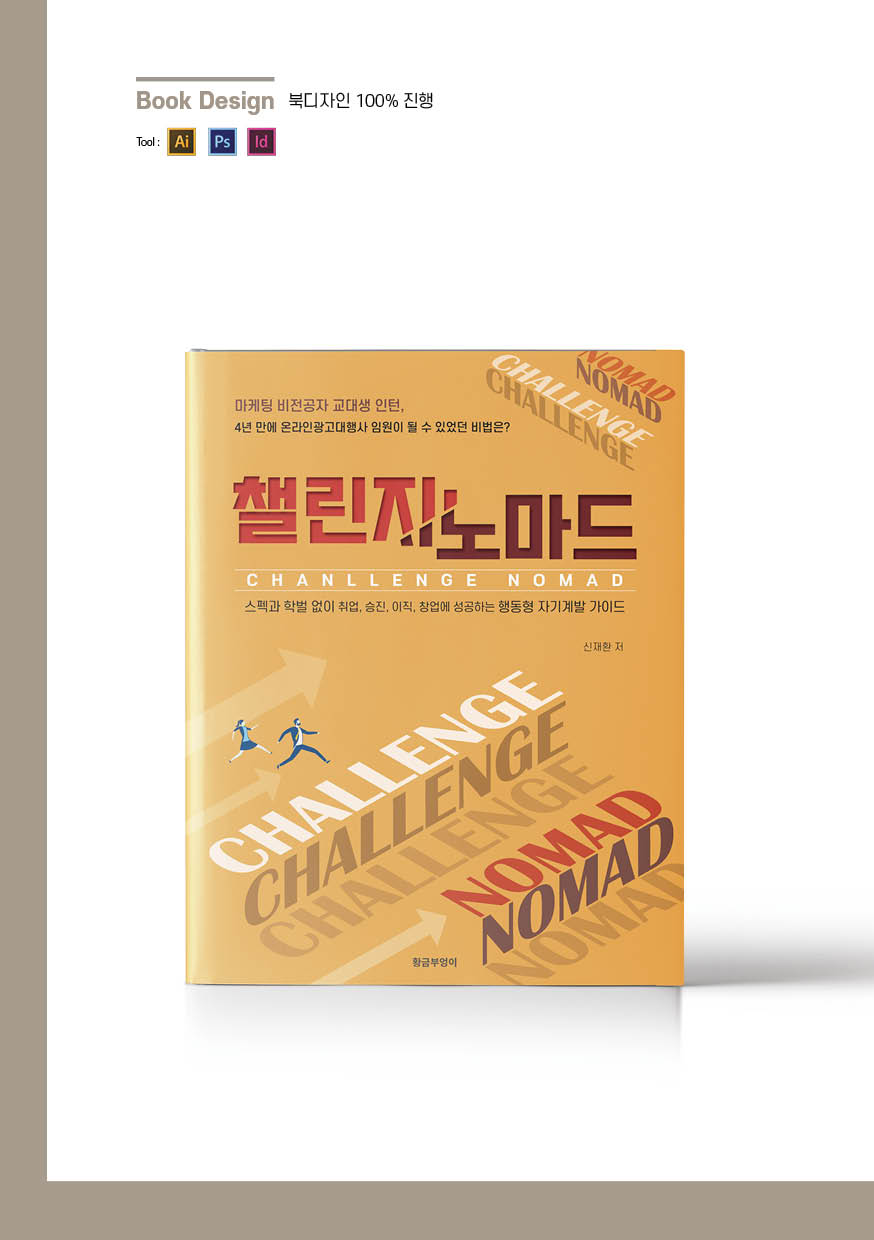 Book Design 북디자인 100% 진행
Tool : Ai Ps Id
NOMAD
NOMAD
CHALLENGE
CHALLENGE
마케팅 비전공자 교대생 인턴,
4년 만에 온라인광고대행사 임원이 될 수 있었던 비법은?
챌린지노마드
CHANLLENGE NOMAD
스펙과 학벌 없이 취업, 승진, 이직, 창업에 성공하는 행동형 자기계발 가이드
신재환 저
CHALLENGE
CHALLENGE
CHALLENGE
NOMAD
NOMAD
NOMAD
황금부엉이